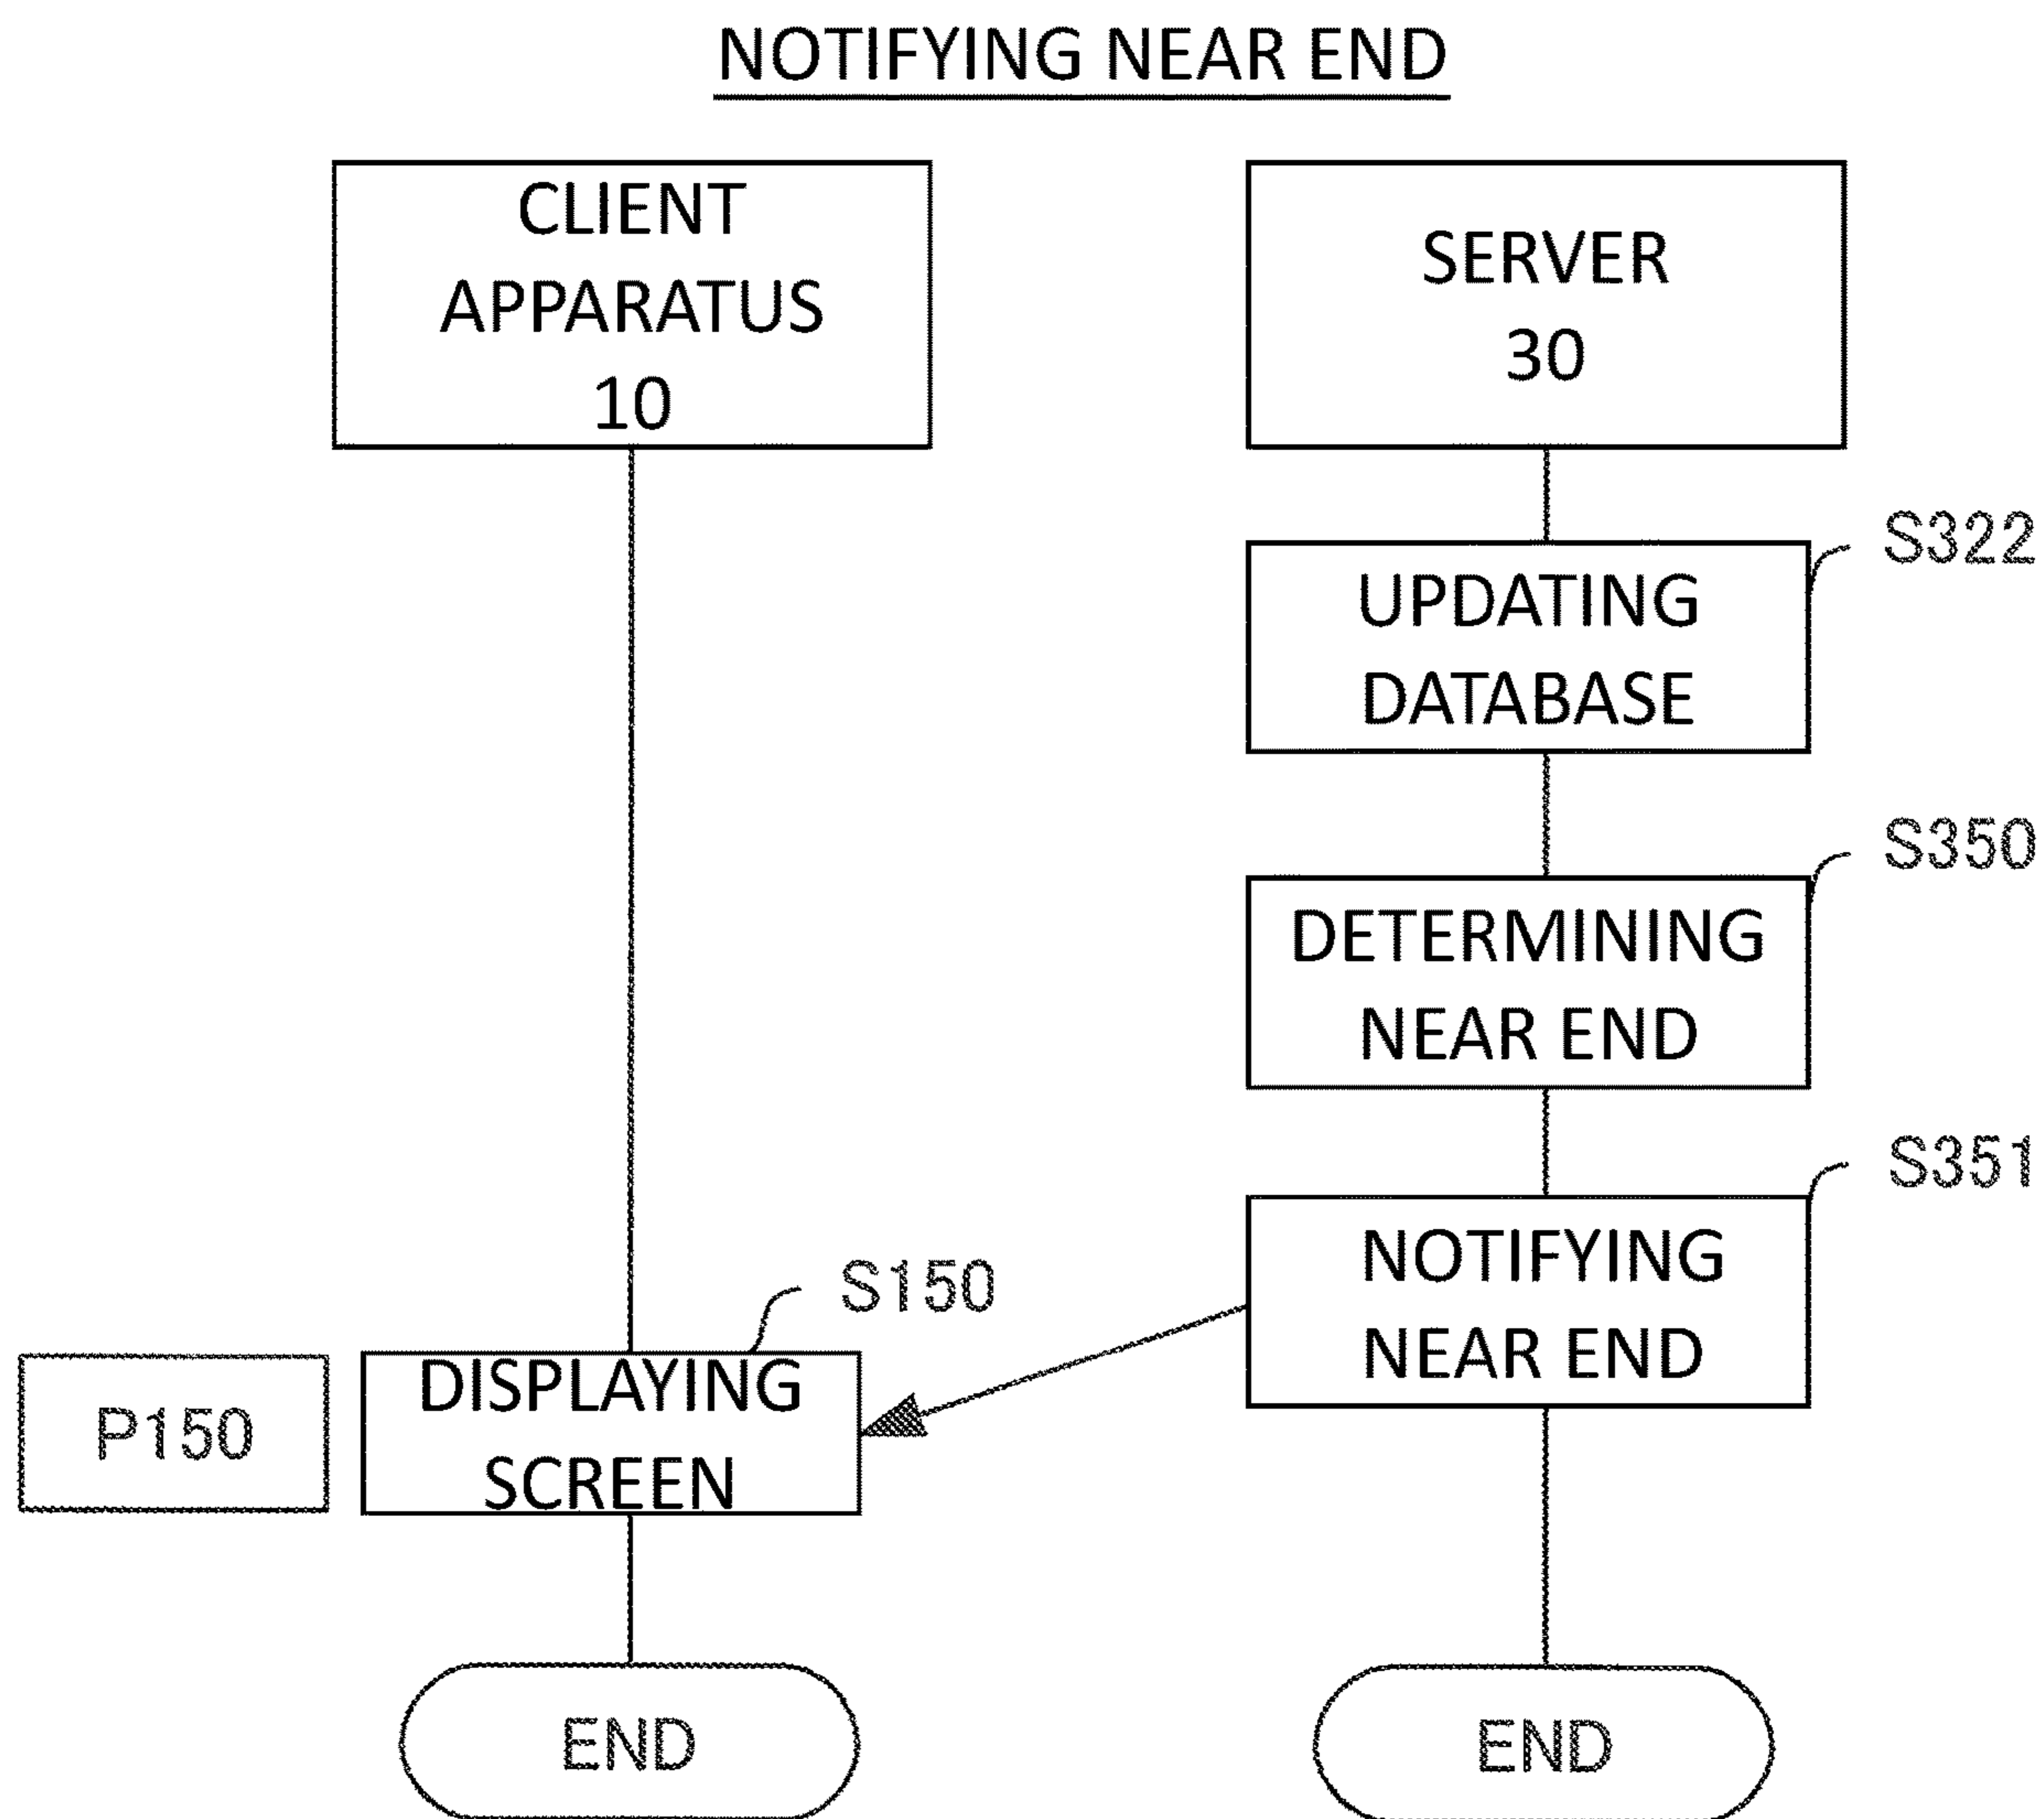 NOTIFYING NEAR END
CLIENT
APPARATUS
10
SERVER
30
S322
UPDATING
DATABASE
S350
DETERMINING
NEAR END
S351
NOTIFYING
NEAR END
S150
P150
DISPLAYING
SCREEN
END
END